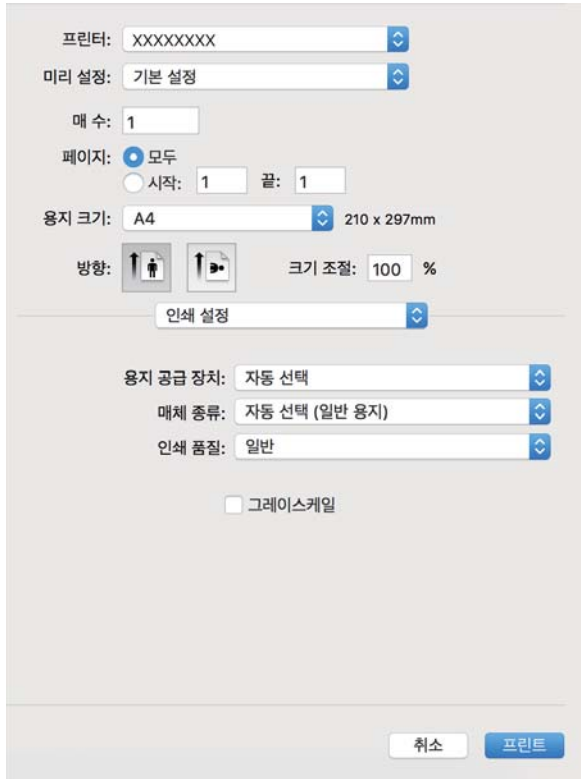 프린터: XXXXXXXX
미리 설정: 기본 설정
매 수: 1
페이지: 모두
시작: 1 끝: 1
용지 크기: A4 210 x 297mm
방향: 크기 조절: 100 %
인쇄 설정
용지 공급 장치: 자동 선택
매체 종류: 자동 선택 (일반 용지)
인쇄 품질: 일반
그레이스케일
취소 프린트